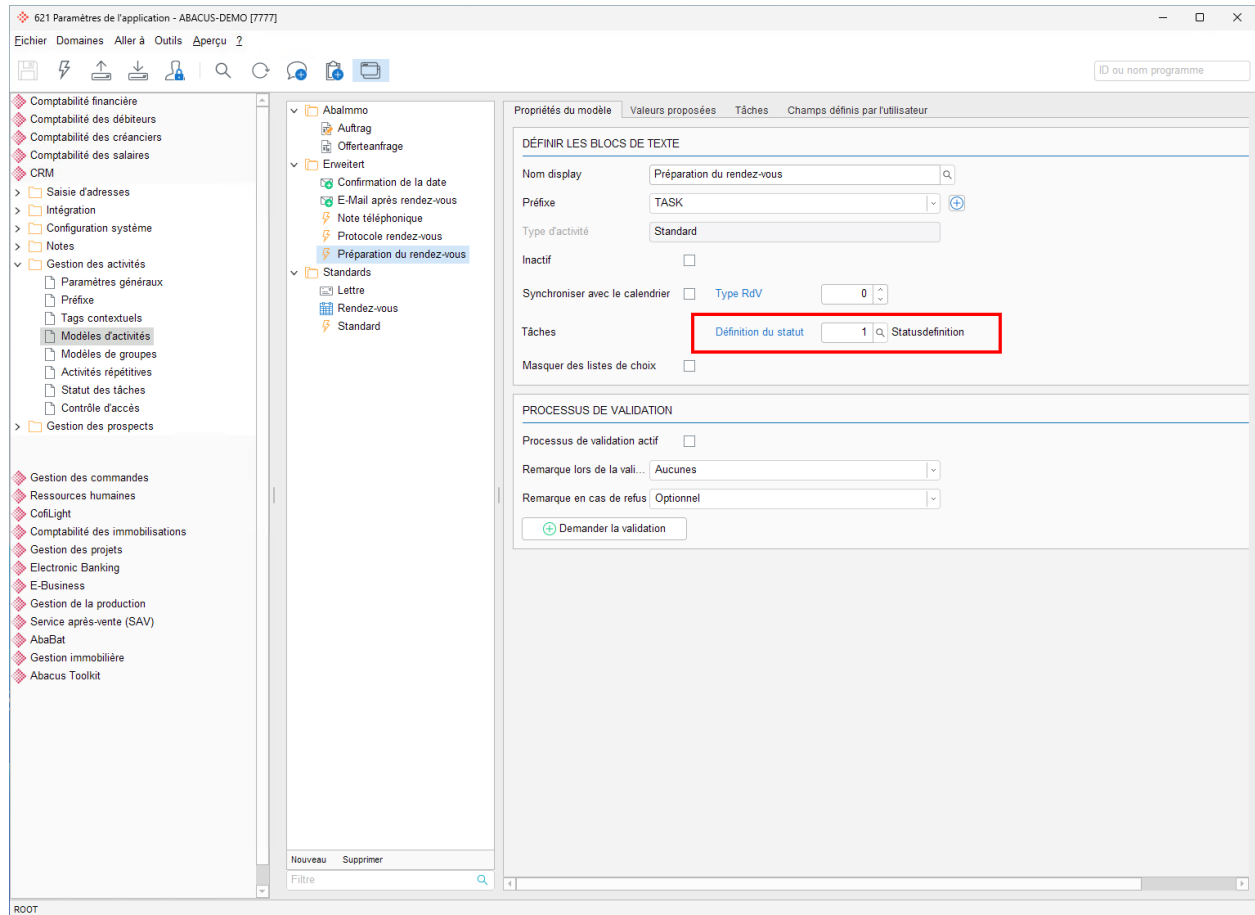 621 Paramètres de l'application - ABACUS-DEMO [7777]
Fichier Domaines Aller à Outils Aperçu ?
ID ou nom programme
Comptabilité financière
Comptabilité des débiteurs
Comptabilité des créanciers
Comptabilité des salaires
CRM
Saisie d'adresses
Intégration
Configuration système
Notes
Gestion des activités
Paramètres généraux
Préfixe
Tags contextuels
Modèles d'activités
Modèles de groupes
Activités répétitives
Statut des tâches
Contrôle d'accès
Gestion des prospects
Gestion des commandes
Ressources humaines
CofiLight
Comptabilité des immobilisations
Gestion des projets
Electronic Banking
E-Business
Gestion de la production
Service après-vente (SAV)
AbaBat
Gestion immobilière
Abacus Toolkit
AbaImmo
Auftrag
Offerteanfrage
Erweitert
Confirmation de la date
E-Mail après rendez-vous
Note téléphonique
Protocole rendez-vous
Préparation du rendez-vous
Standards
Lettre
Rendez-vous
Standard
Nouveau Supprimer
Filtre
Propriétés du modèle Valeurs proposées Tâches Champs définis par l'utilisateur
DÉFINIR LES BLOCS DE TEXTE
Nom display Préparation du rendez-vous
Préfixe TASK
Type d'activité Standard
Inactif
Synchroniser avec le calendrier Type RdV 0
Tâches Définition du statut 1 Statusdefinition
Masquer des listes de choix
PROCESSUS DE VALIDATION
Processus de validation actif
Remarque lors de la vali... Aucunes
Remarque en cas de refus Optionnel
Demander la validation
ROOT